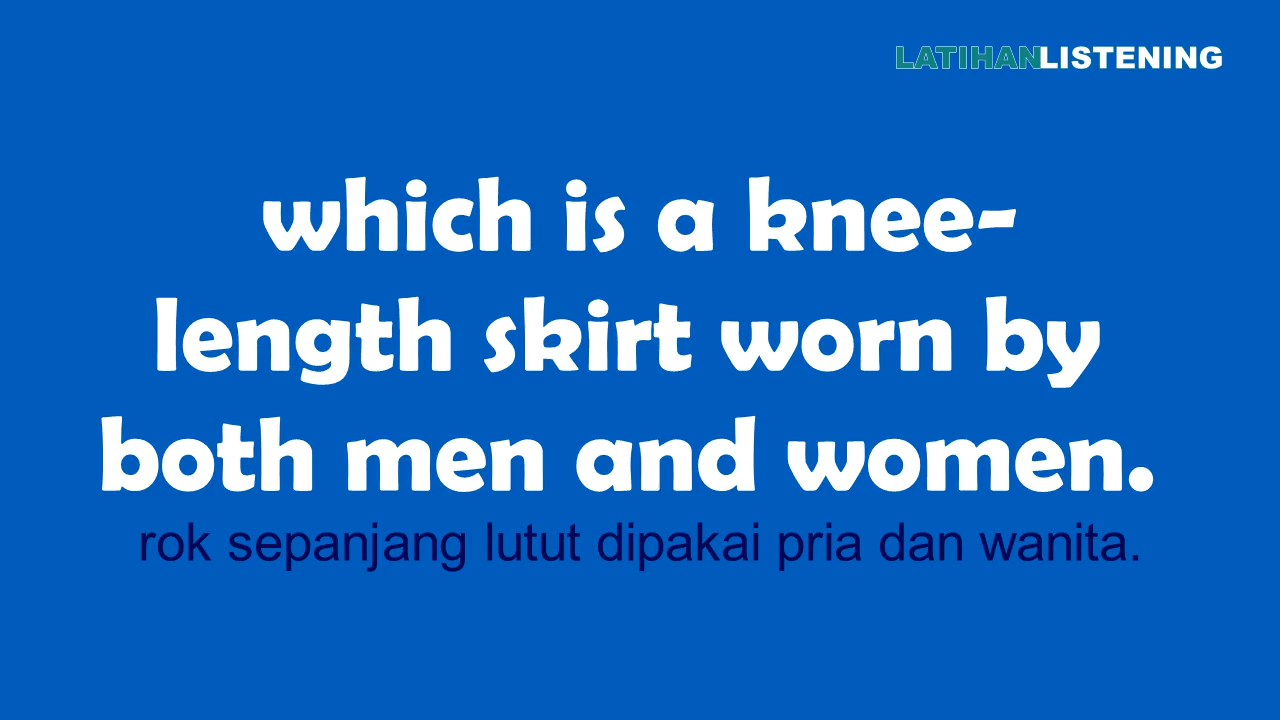 LATIHANLISTENING
which is a knee-
length skirt worn by
both men and women.
rok sepanjang lutut dipakai pria dan wanita.